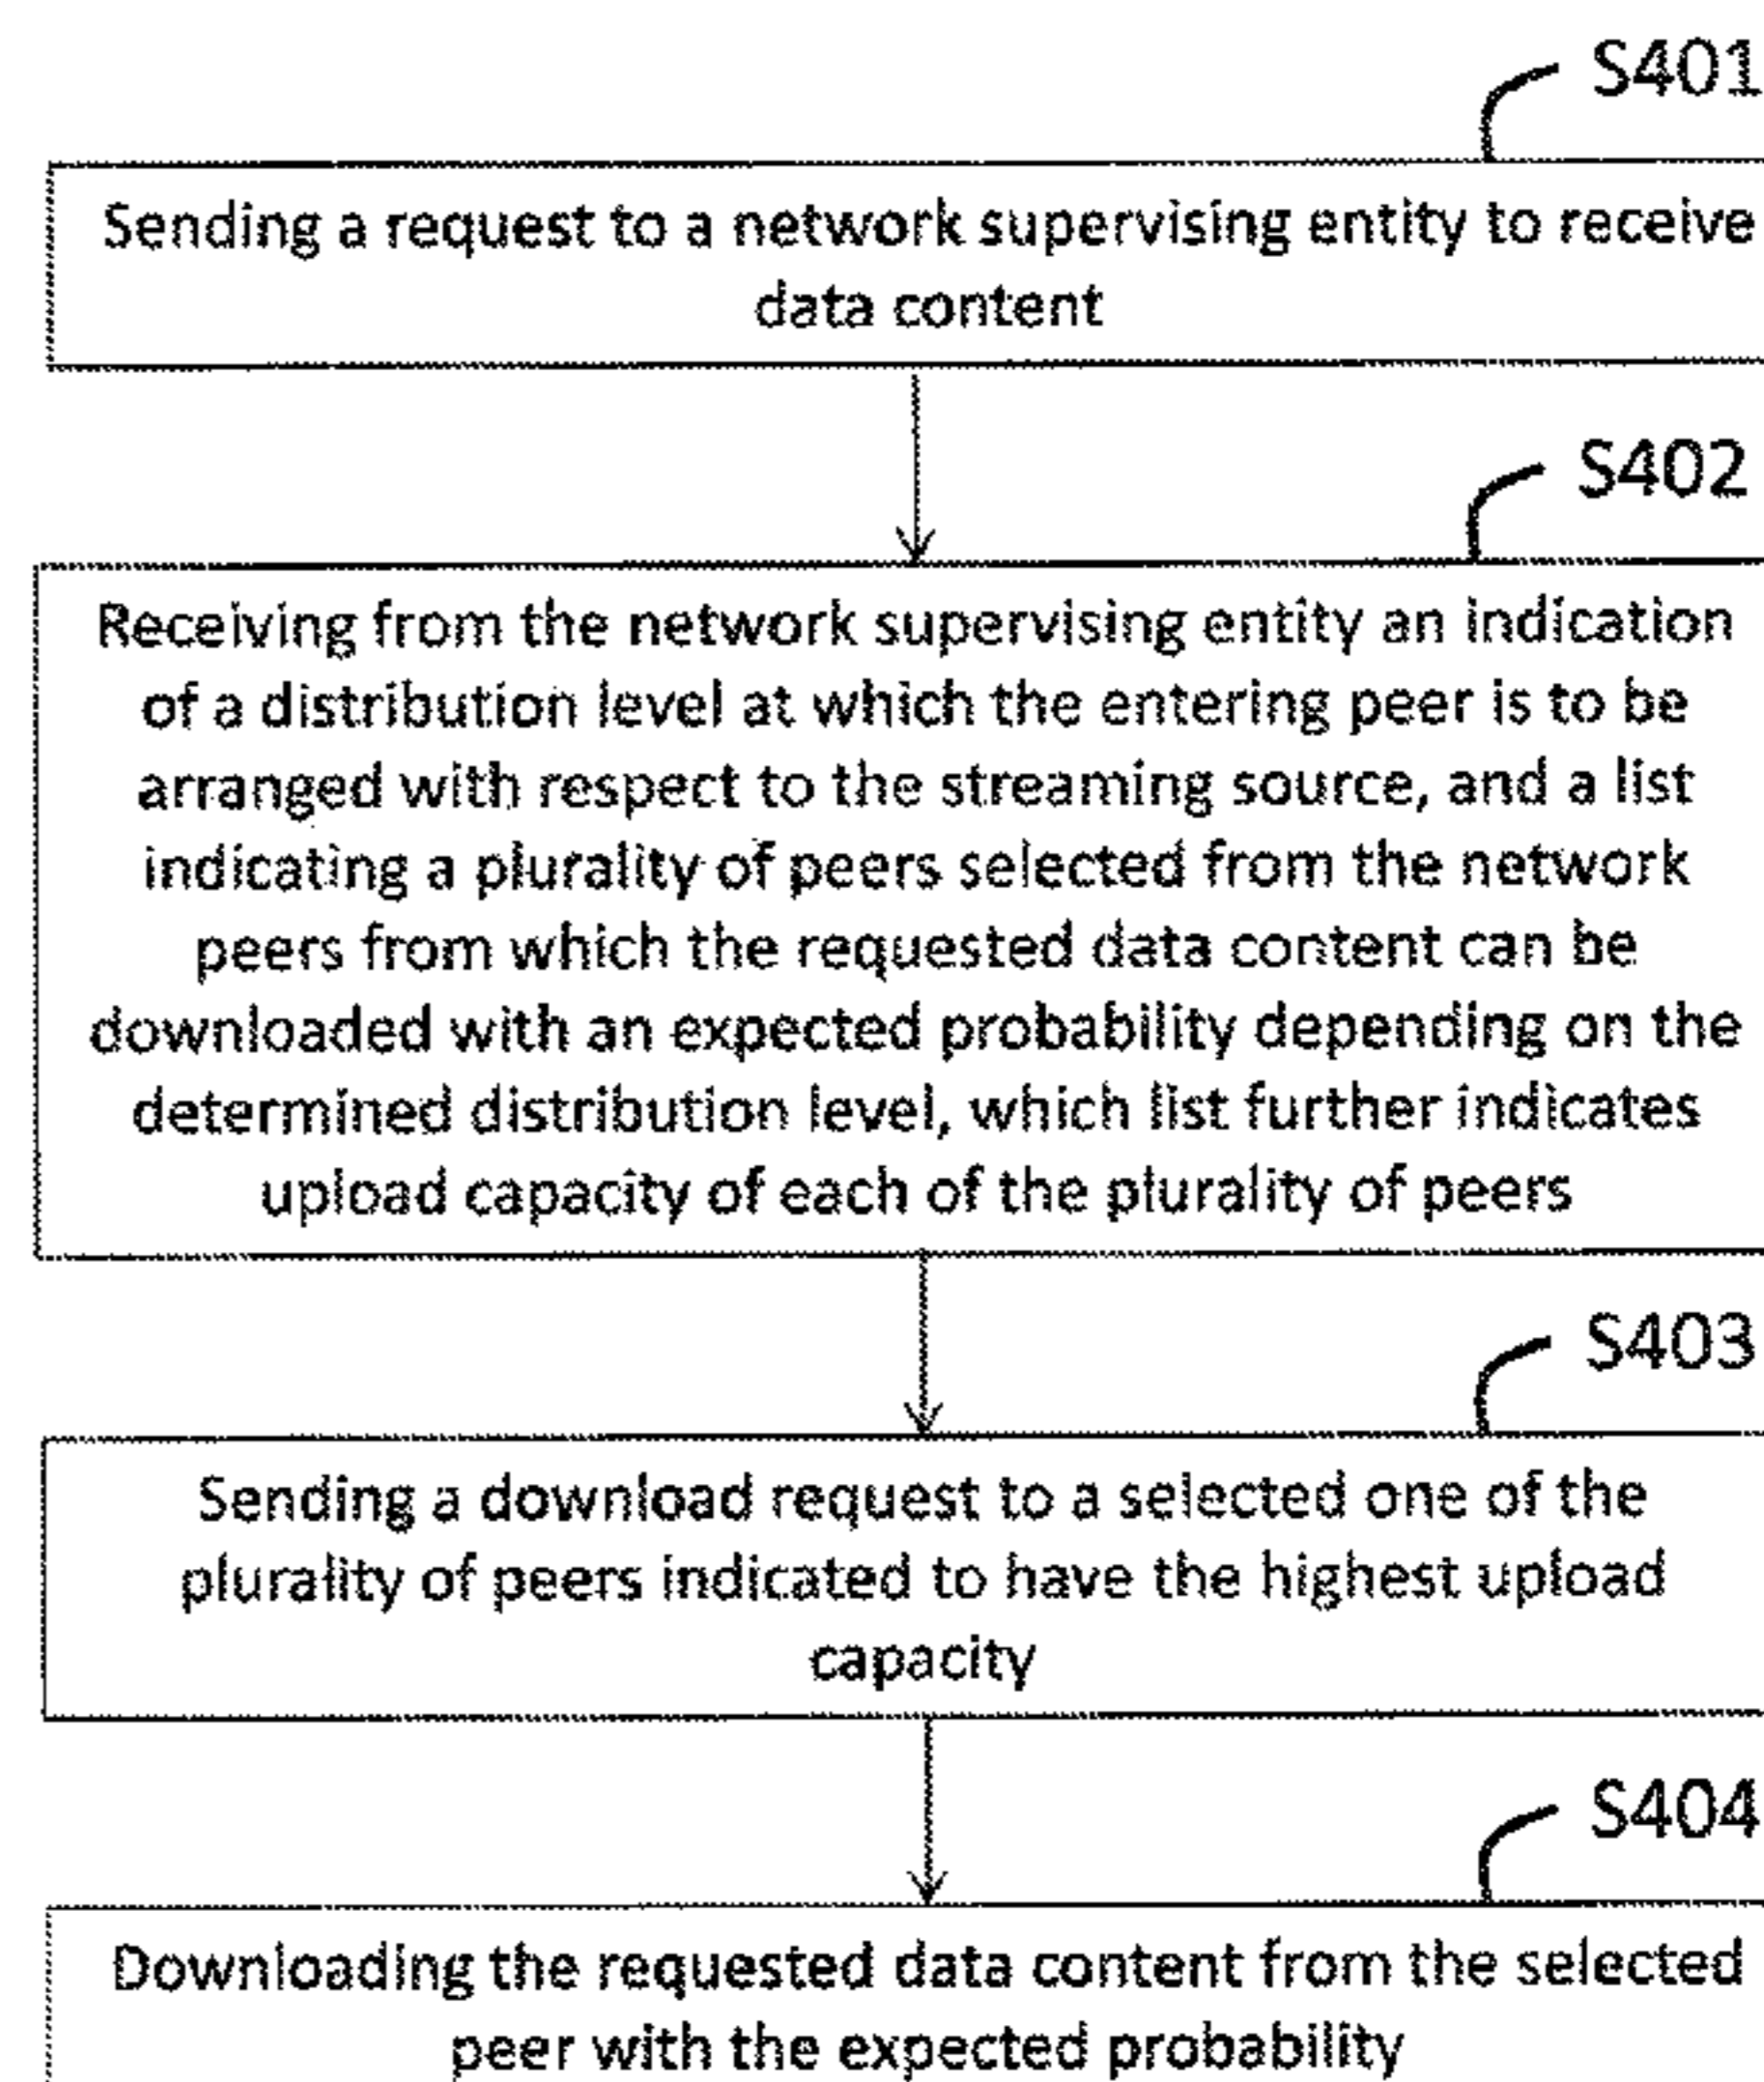 S401
Sending a request to a network supervising entity to receive
data content
S402
Receiving from the network supervising entity an indication
of a distribution level at which the entering peer is to be
arranged with respect to the streaming source, and a list
indicating a plurality of peers selected from the network
peers from which the requested data content can be
downloaded with an expected probability depending on the
determined distribution level, which list further indicates
upload capacity of each of the plurality of peers
S403
Sending a download request to a selected one of the
plurality of peers indicated to have the highest upload
capacity
S404
Downloading the requested data content from the selected
peer with the expected probability